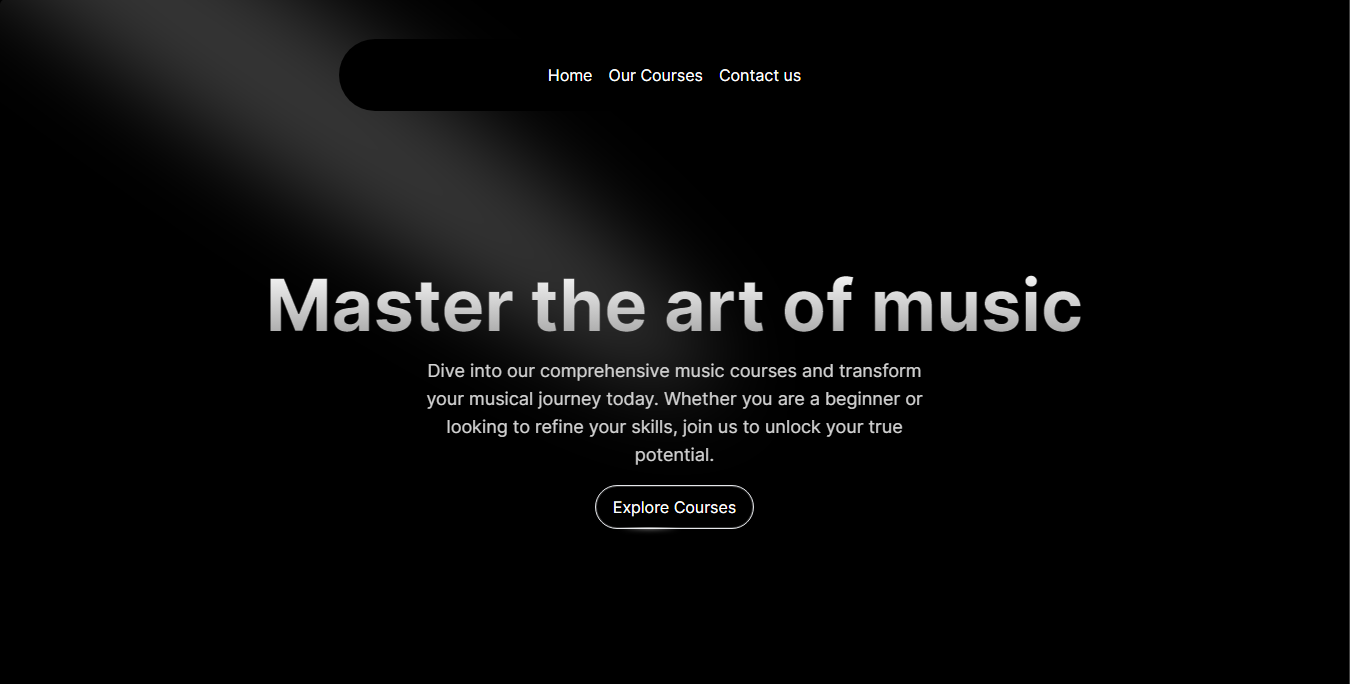 Home Our Courses Contact us
Master the art of music
Dive into our comprehensive music courses and transform
your musical journey today. Whether you are a beginner or
looking to refine your skills, join us to unlock your true
potential.
Explore Courses